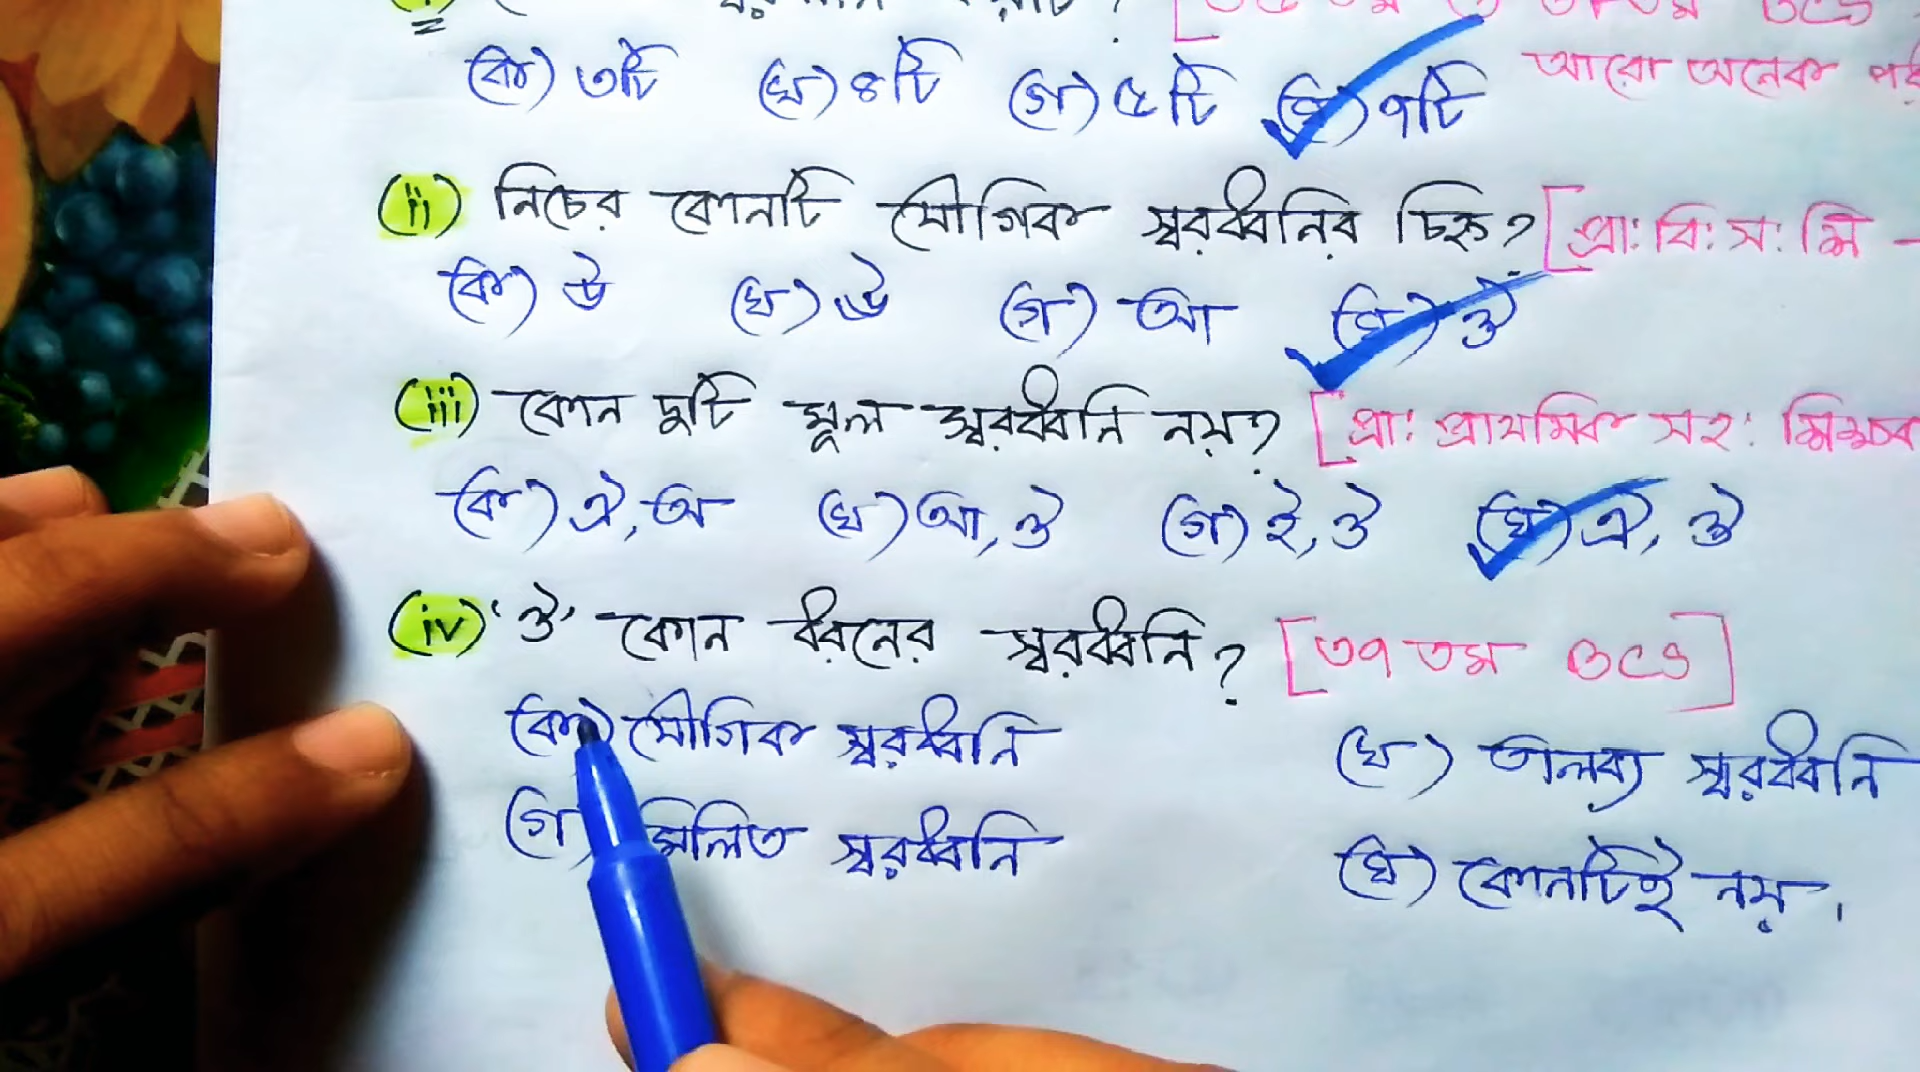 (ক) ৩টি (খ) ৪টি (গ) ৫টি (ঘ) ৭টি আরো অনেক
(ii) নিচের কোনটি যৌগিক স্বরধ্বনির চিহ্ন? [প্রা: বি: স: শি -
(ক) উ (খ) ঊ (গ) আ (ঘ) ঔ
(iii) কোন দুটি মূল স্বরধ্বনি নয়? [প্রা: প্রাথমিক সহ: শিক্ষক
(ক) ঐ, অ (খ) আ, ঔ (গ) ই, ঔ (ঘ) ঐ, ঔ
(iv) 'ঔ' কোন ধরনের স্বরধ্বনি? [৩৭ তম BCS]
(ক) যৌগিক স্বরধ্বনি (খ) তালব্য স্বরধ্বনি
(গ) মিলিত স্বরধ্বনি (ঘ) কোনটিই নয়।